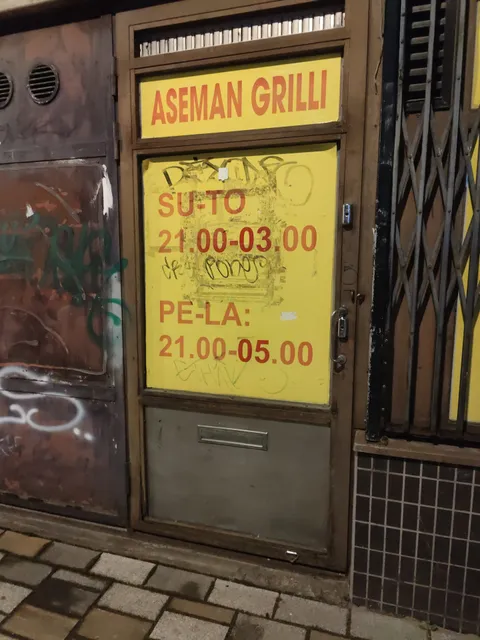 ASEMAN GRILLI
SU-TO
21.00-03.00
PE-LA:
21.00-05.00